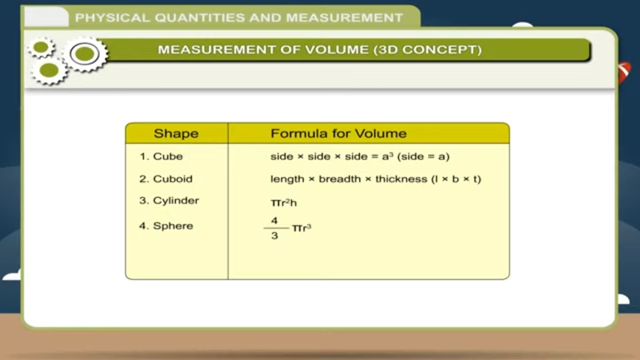 PHYSICAL QUANTITIES AND MEASUREMENT
MEASUREMENT OF VOLUME (3D CONCEPT)
Shape Formula for Volume
1. Cube side × side × side = a³ (side = a)
2. Cuboid length × breadth × thickness (l × b × t)
3. Cylinder πr²h
4. Sphere 4/3 πr³